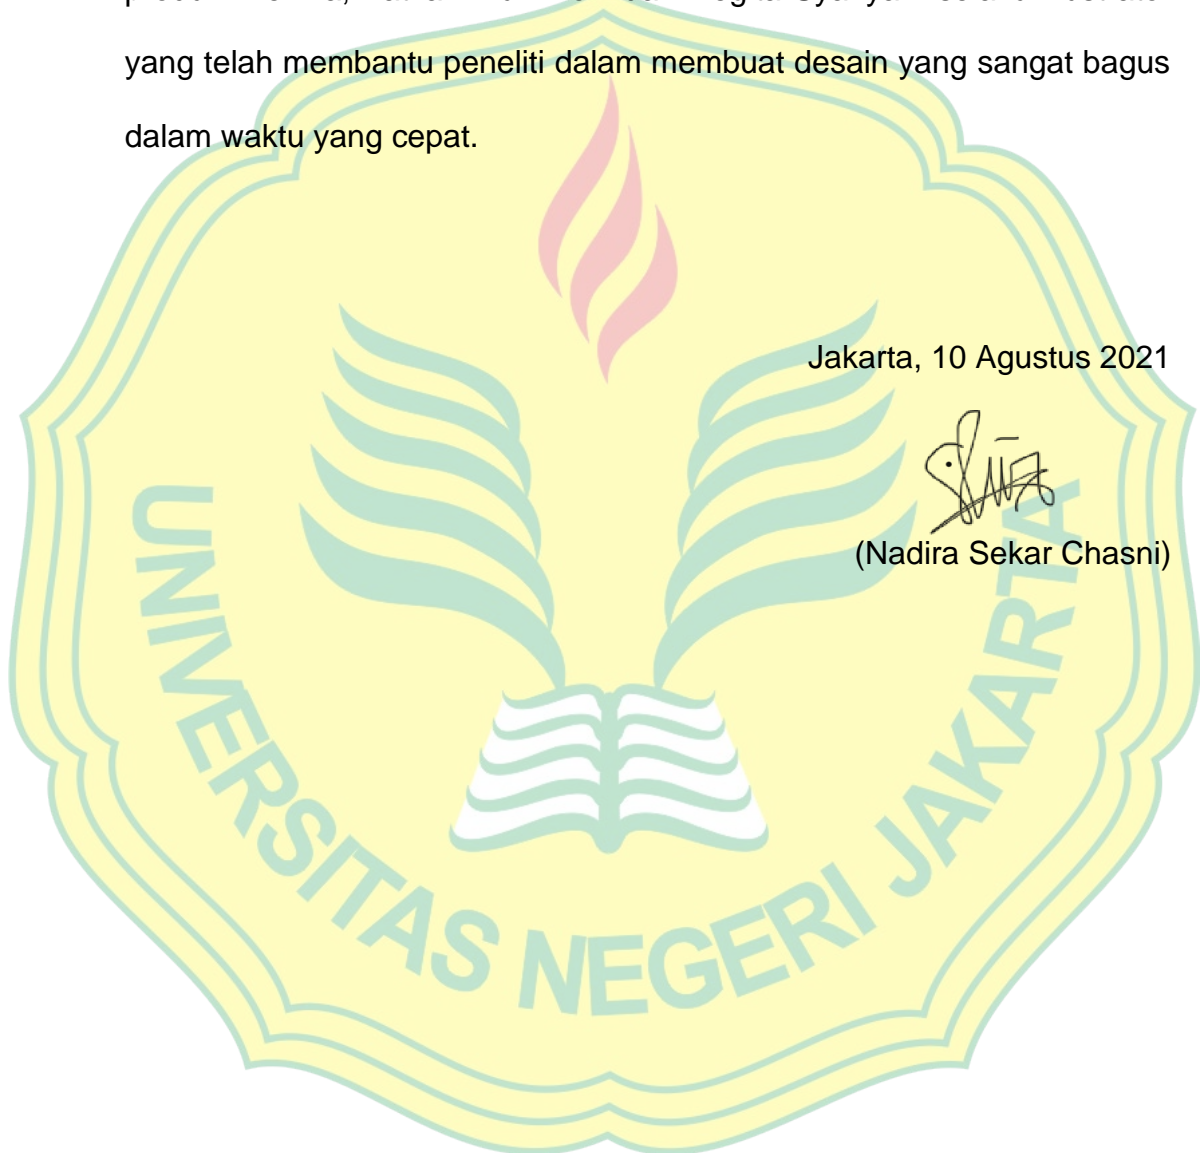 yang telah membantu peneliti dalam membuat desain yang sangat bagus
dalam waktu yang cepat.
Jakarta, 10 Agustus 2021
(Nadira Sekar Chasni)
UNIVERSITAS NEGERI JAKARTA